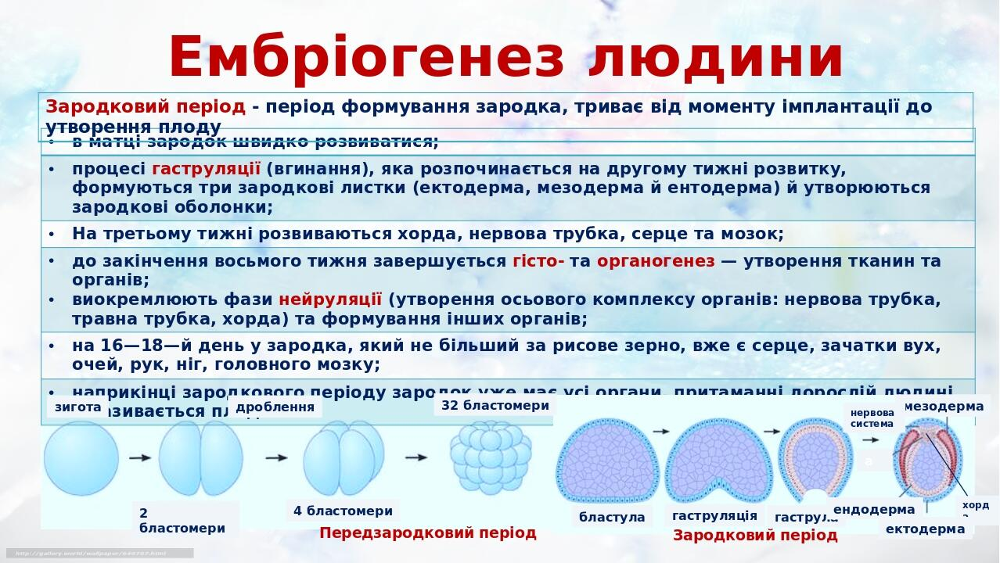 Ембріогенез людини
Зародковий період - період формування зародка, триває від моменту імплантації до
утворення плоду
• в матці зародок швидко розвиватися;
• процесі гаструляції (вгинання), яка розпочинається на другому тижні розвитку,
формуються три зародкові листки (ектодерма, мезодерма й ентодерма) й утворюються
зародкові оболонки;
• На третьому тижні розвиваються хорда, нервова трубка, серце та мозок;
• до закінчення восьмого тижня завершується гісто- та органогенез — утворення тканин та
органів;
• виокремлюють фази нейруляції (утворення осьового комплексу органів: нервова трубка,
травна трубка, хорда) та формування інших органів;
• на 16—18—й день у зародка, який не більший за рисове зерно, вже є серце, зачатки вух,
очей, рук, ніг, головного мозку;
• наприкінці зародкового періоду зародок уже має усі органи, притаманні дорослій людині
зигота
дроблення
32 бластомери
нервова
система
мезодерма
а
2
бластомери
4 бластомери
бластула
гаструляція
гаструла
ендодерма
хорд
а
ектодерма
Передзародковий період
Зародковий період
http://gallery.world/wallpaper/640767.html